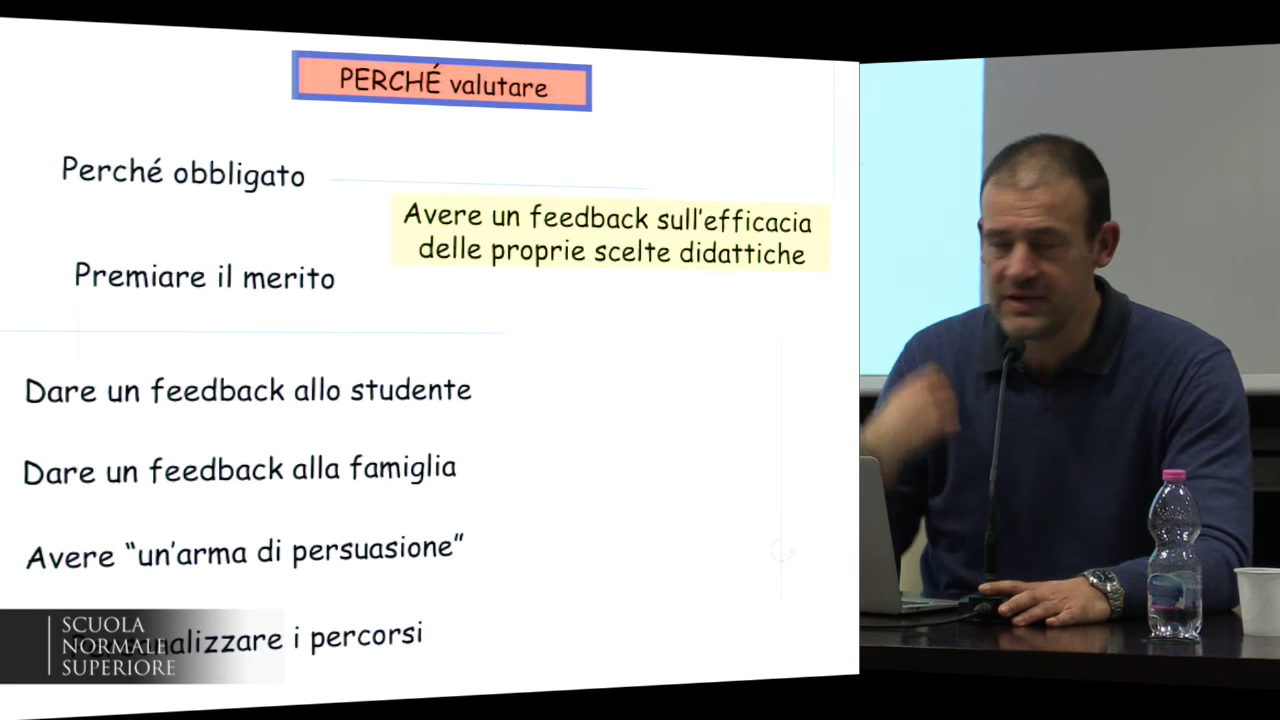 PERCHÉ valutare
Perché obbligato
Avere un feedback sull'efficacia
delle proprie scelte didattiche
Premiare il merito
Dare un feedback allo studente
Dare un feedback alla famiglia
Avere “un'arma di persuasione”
Personalizzare i percorsi
SCUOLA
NORMALE
SUPERIORE